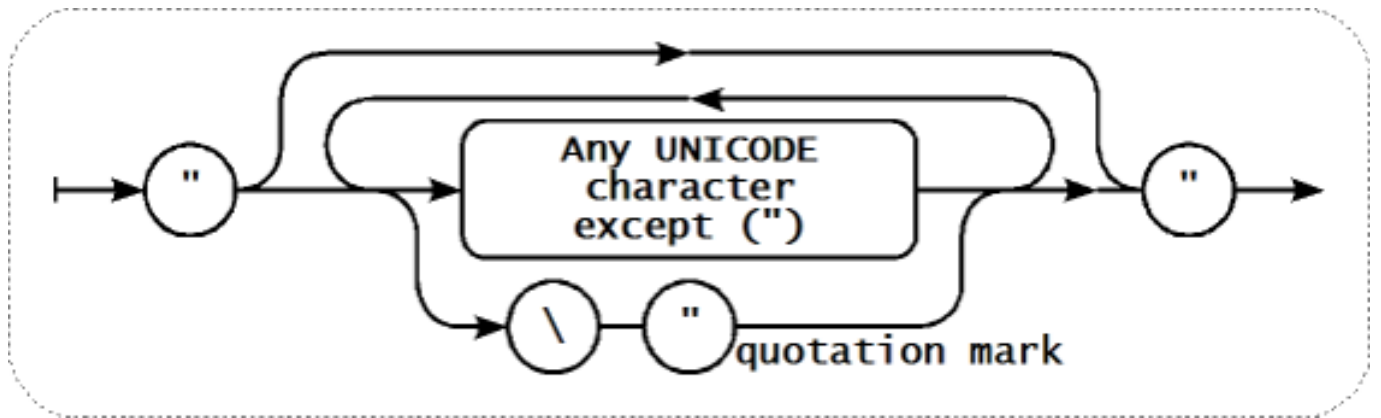 "
Any UNICODE
character
except (")
"
\
"
quotation mark